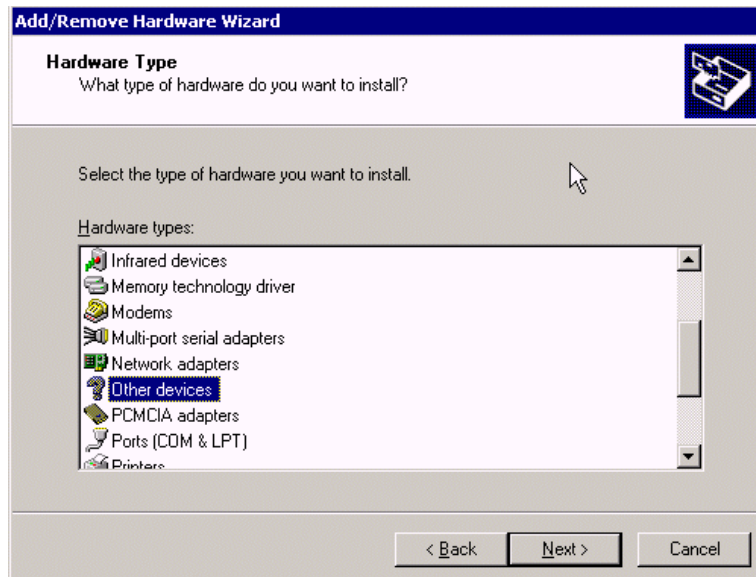 Add/Remove Hardware Wizard
Hardware Type
What type of hardware do you want to install?
Select the type of hardware you want to install.
Hardware types:
Infrared devices
Memory technology driver
Modems
Multi-port serial adapters
Network adapters
Other devices
PCMCIA adapters
Ports (COM & LPT)
Printers
< Back
Next >
Cancel